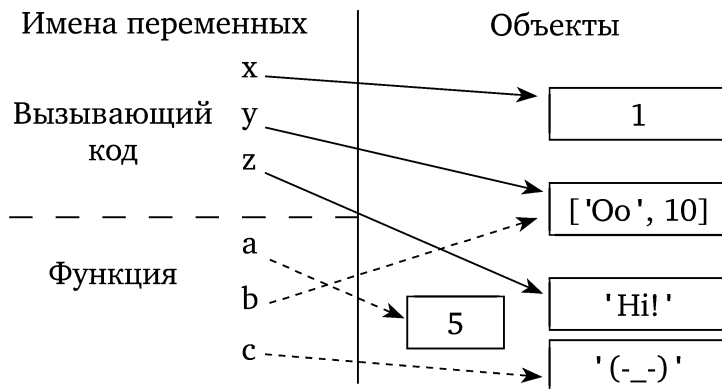 Имена переменных
Объекты
x
1
Вызывающий
код
y
z
['Oo', 10]
a
Функция
b
'Hi!'
5
c
'(-_-)'